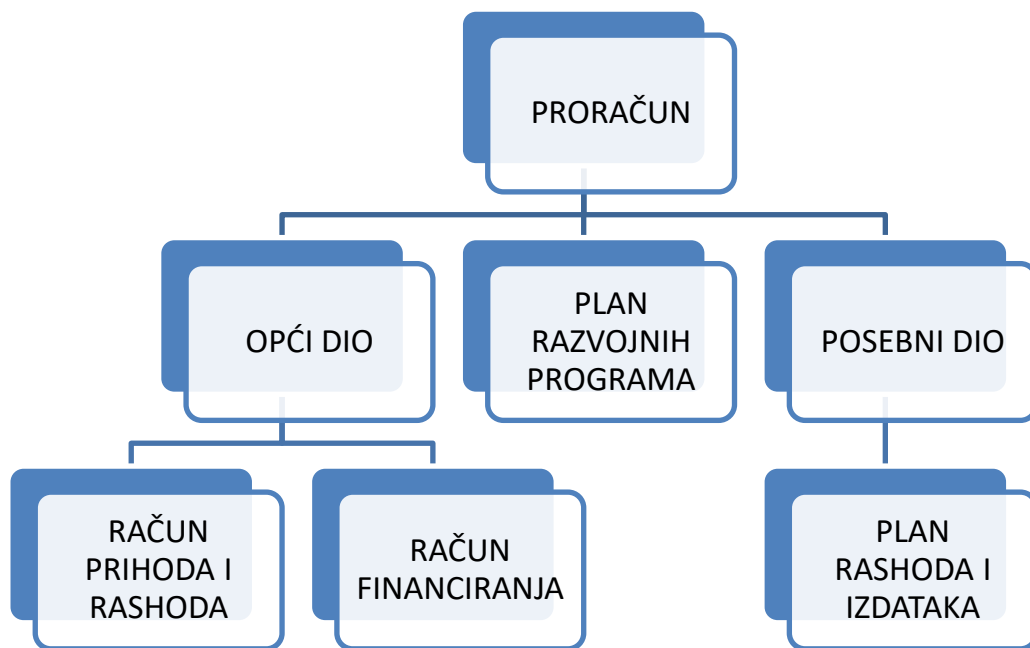 PRORAČUN
OPĆI DIO
PLAN
RAZVOJNIH
PROGRAMA
POSEBNI DIO
RAČUN
PRIHODA I
RASHODA
RAČUN
FINANCIRANJA
PLAN
RASHODA I
IZDATAKA